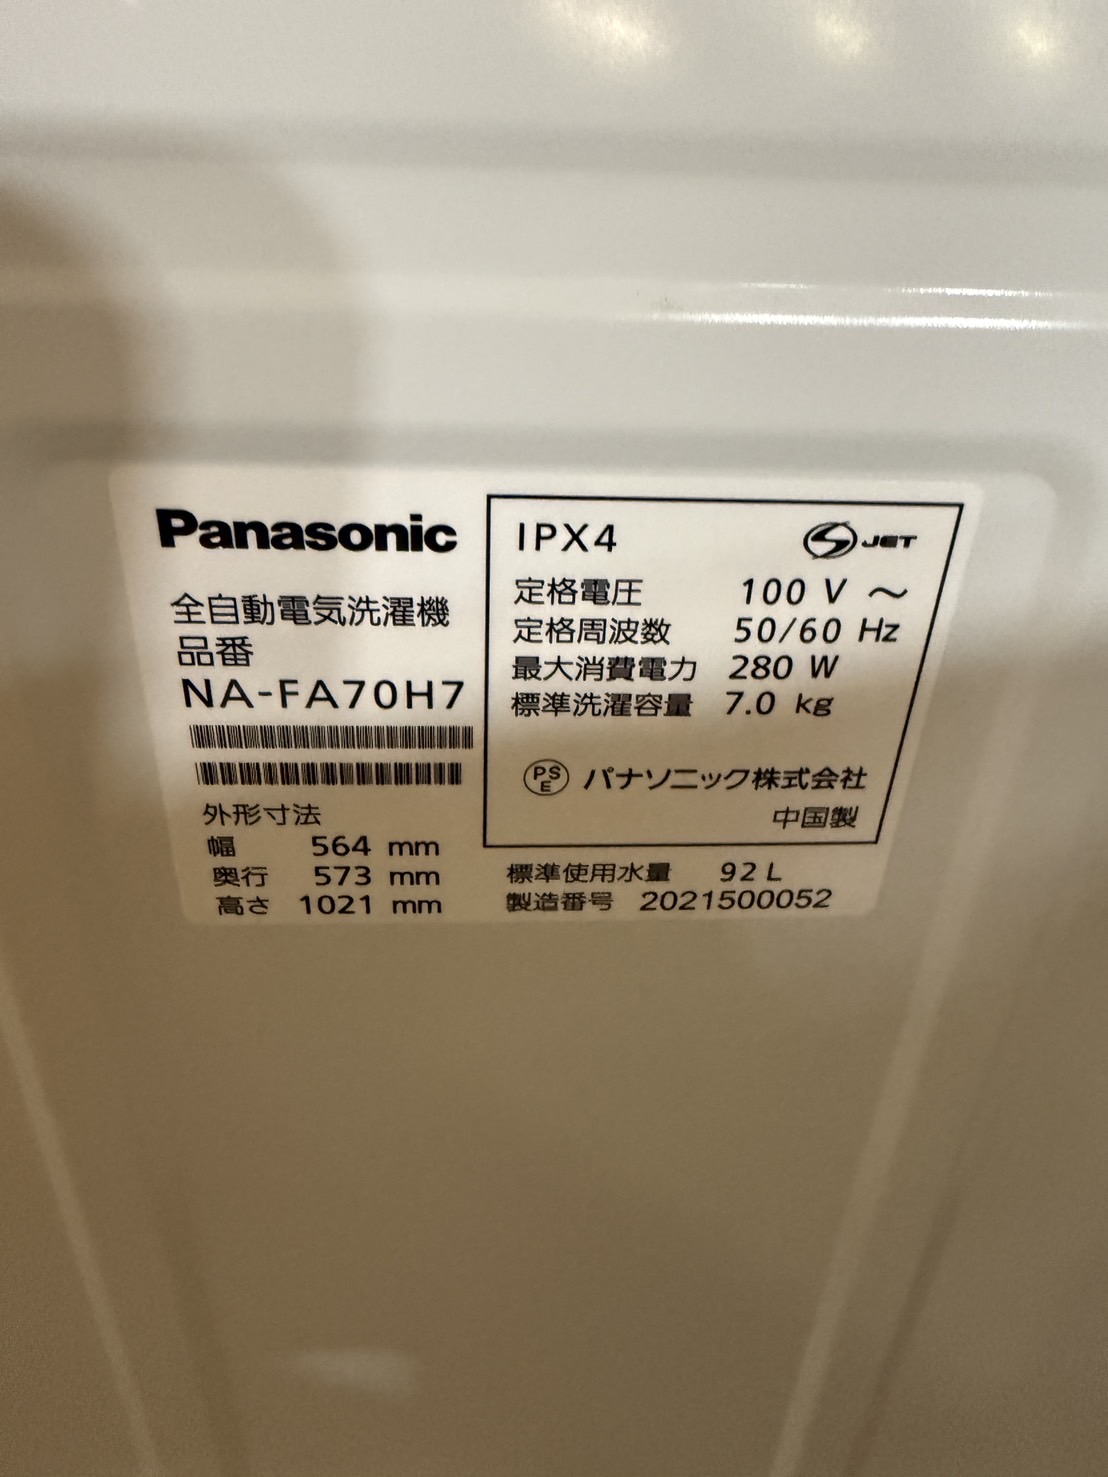 Panasonic
全自動電気洗濯機
品番
NA-FA70H7
外形寸法
幅 564 mm
奥行 573 mm
高さ 1021 mm
IPX4
S JET
定格電圧 100 V ～
定格周波数 50/60 Hz
最大消費電力 280 W
標準洗濯容量 7.0 kg
PSE パナソニック株式会社
中国製
標準使用水量 92 L
製造番号 2021500052